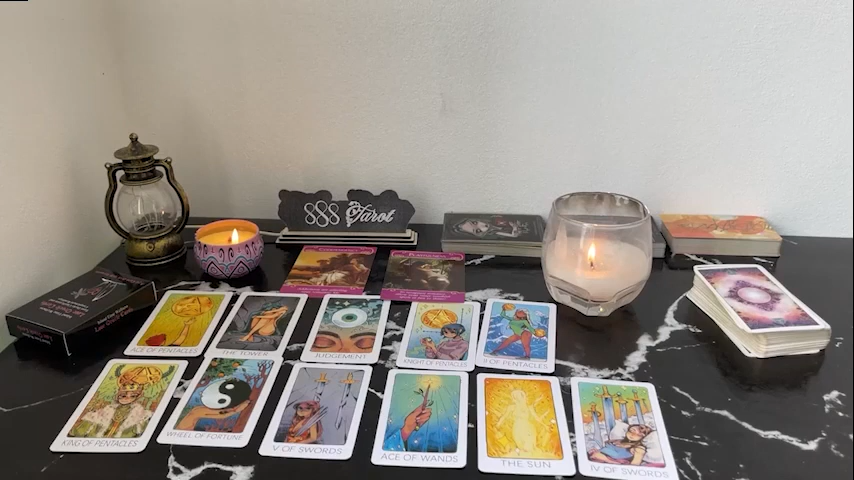 888 Tarot
ACE OF PENTACLES
THE TOWER
JUDGEMENT
KNIGHT OF PENTACLES
II OF PENTACLES
KING OF PENTACLES
WHEEL OF FORTUNE
V OF SWORDS
ACE OF WANDS
THE SUN
IV OF SWORDS